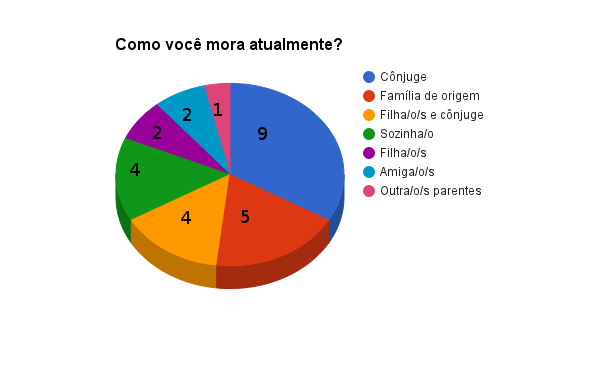 Como você mora atualmente?
Cônjuge
Família de origem
Filha/o/s e cônjuge
Sozinha/o
Filha/o/s
Amiga/o/s
Outra/o/s parentes
9
5
4
4
2
2
1